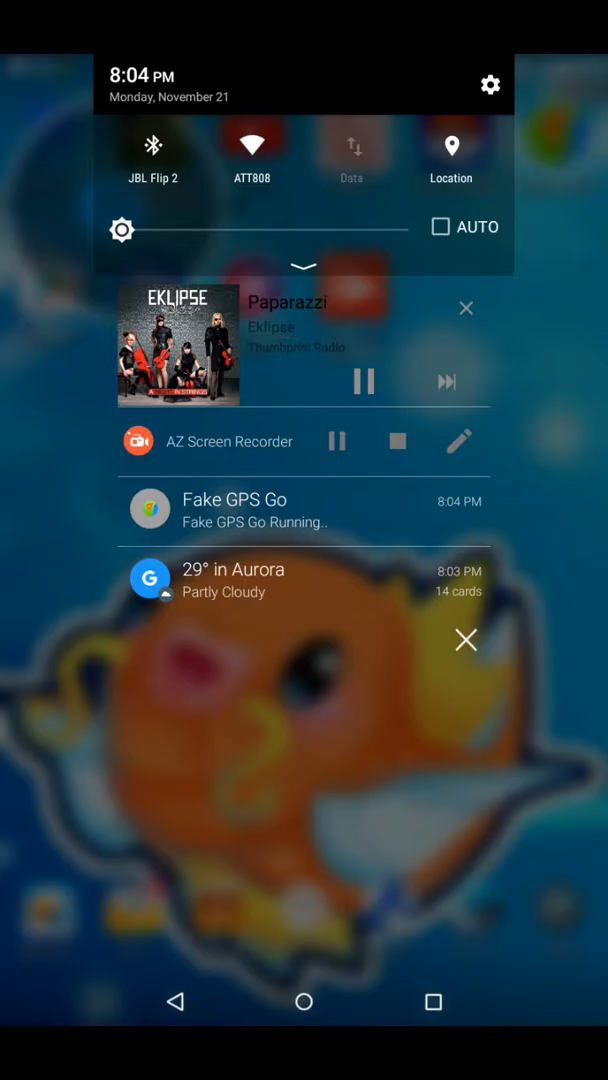 8:04 PM
Monday, November 21
JBL Flip 2
ATT808
Data
Location
AUTO
EKLIPSE
Paparazzi
Eklipse
Thumbprint Radio
AZ Screen Recorder
Fake GPS Go
8:04 PM
Fake GPS Go Running..
29° in Aurora
8:03 PM
Partly Cloudy
14 cards